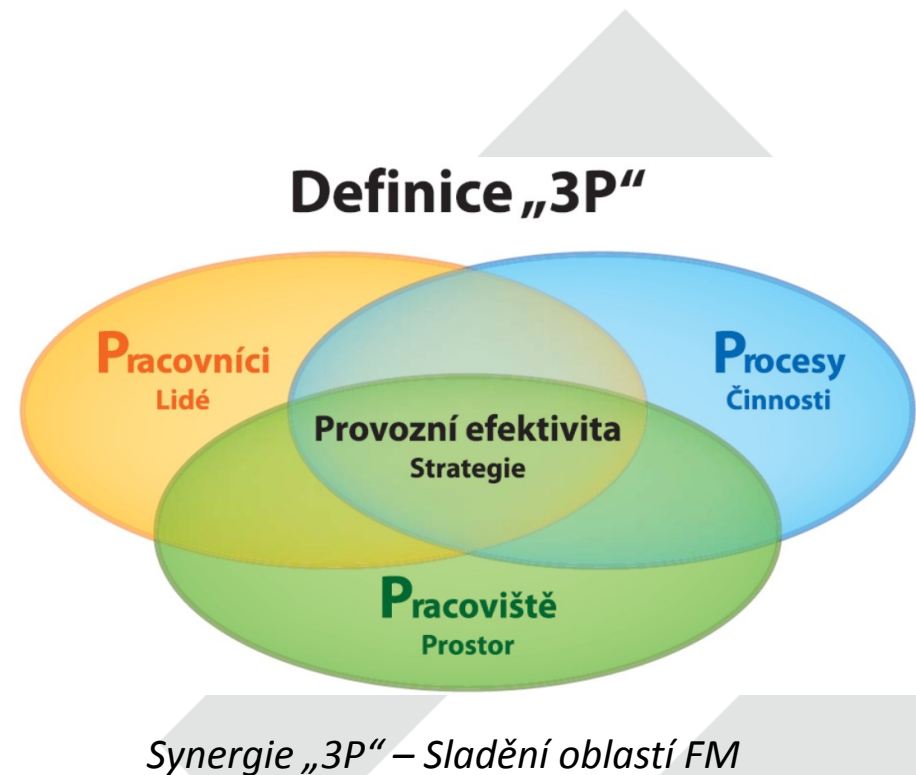 Definice „3P“
Pracovníci
Lidé
Procesy
Činnosti
Provozní efektivita
Strategie
Pracoviště
Prostor
Synergie „3P“ – Sladění oblastí FM